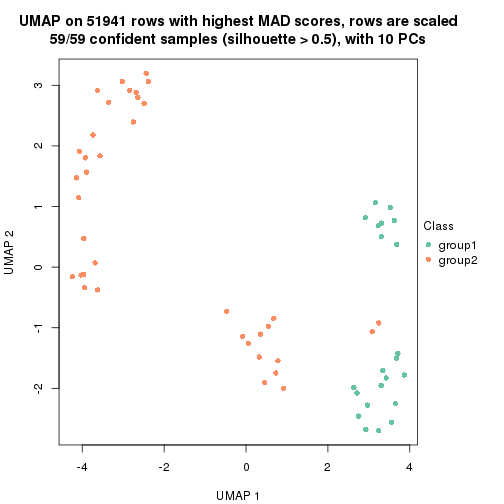 UMAP on 51941 rows with highest MAD scores, rows are scaled
59/59 confident samples (silhouette > 0.5), with 10 PCs
3
2
1
0
-1
-2
UMAP 2
-4
-2
0
2
4
UMAP 1
Class
group1
group2